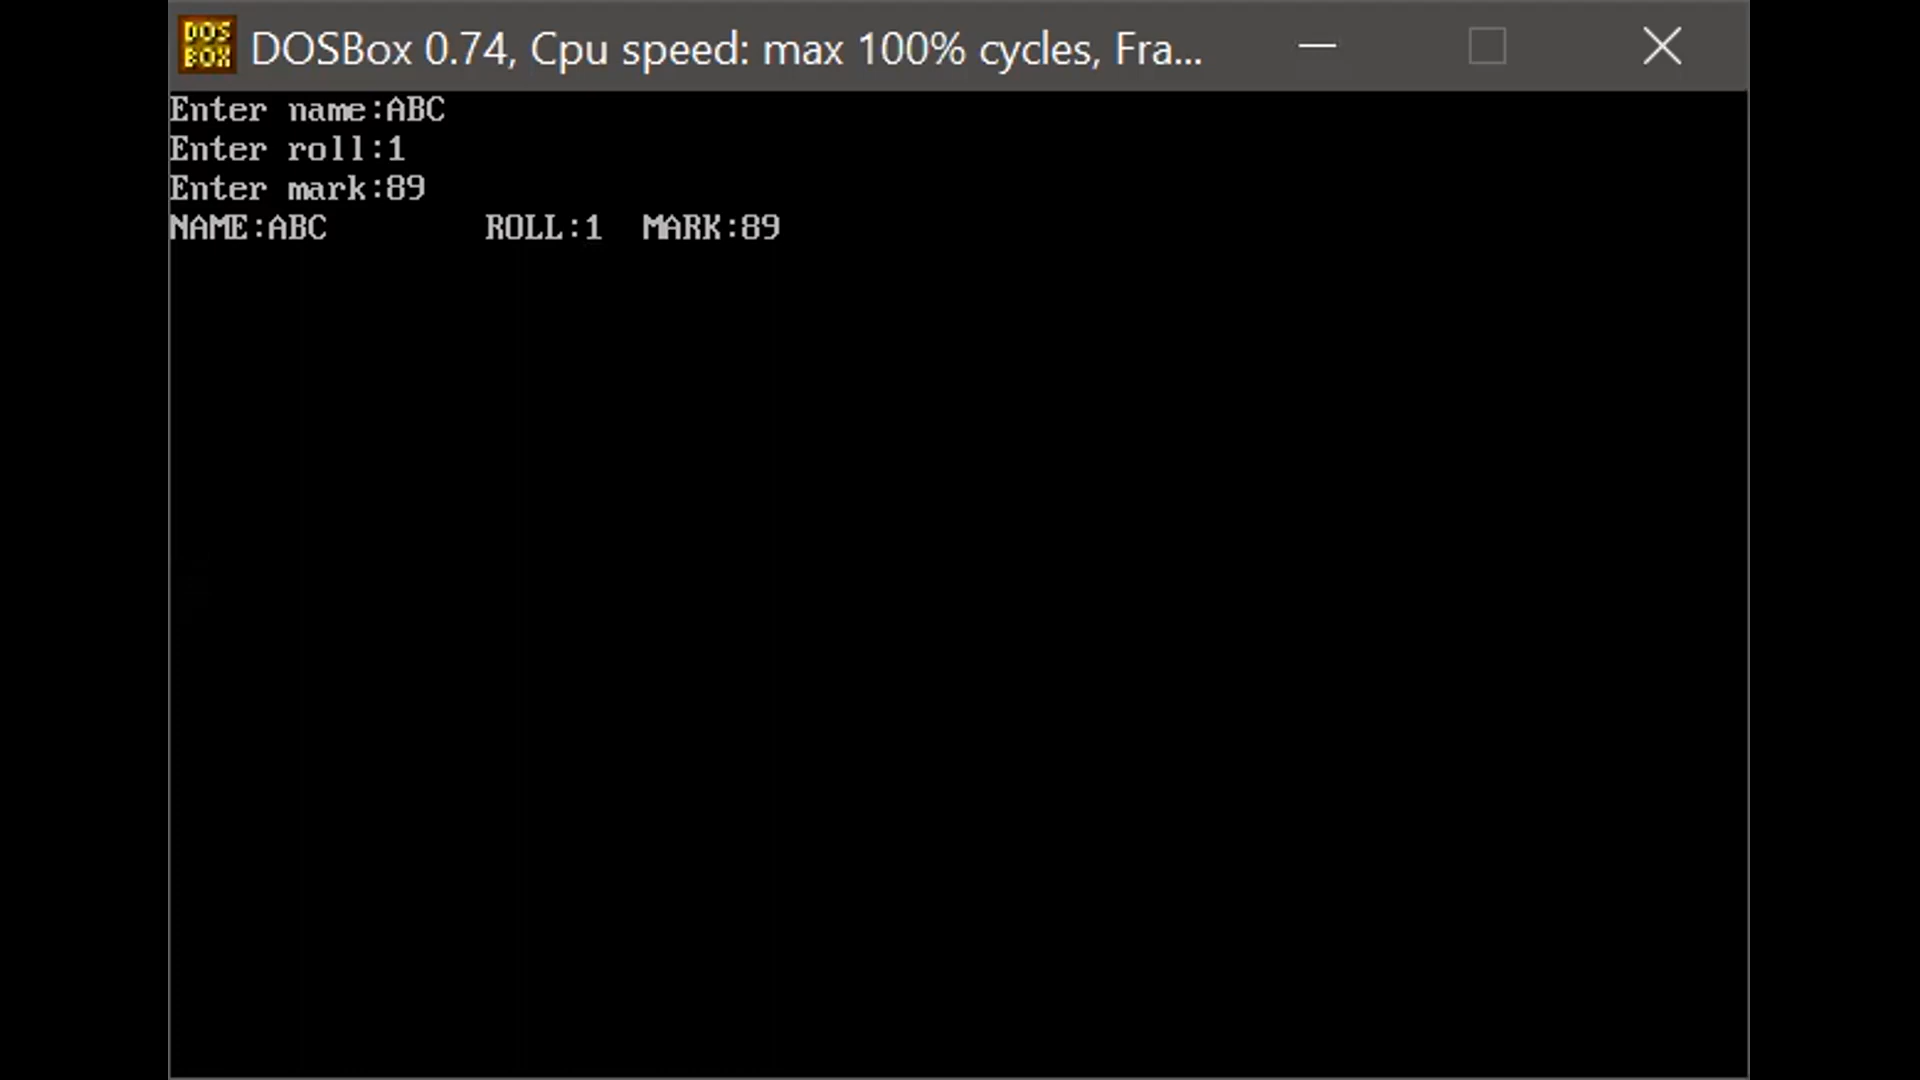 DOS
BOX
DOSBox 0.74, Cpu speed: max 100% cycles, Fra...
Enter name:ABC
Enter roll:1
Enter mark:89
NAME:ABC        ROLL:1  MARK:89